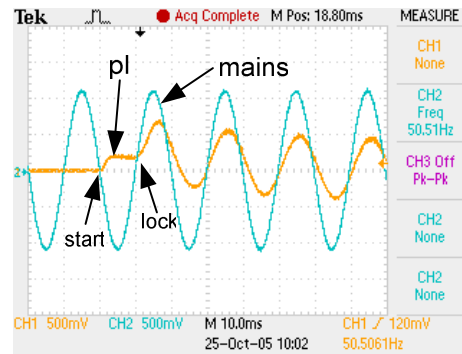 Tek Acq Complete M Pos: 18.80ms MEASURE
CH1
None
CH2
Freq
50.51Hz
CH3 Off
Pk-Pk
CH2
None
CH2
None
pl
mains
2
start
lock
CH1 500mV CH2 500mV M 10.0ms CH1 120mV
25-Oct-05 10:02 50.5061Hz